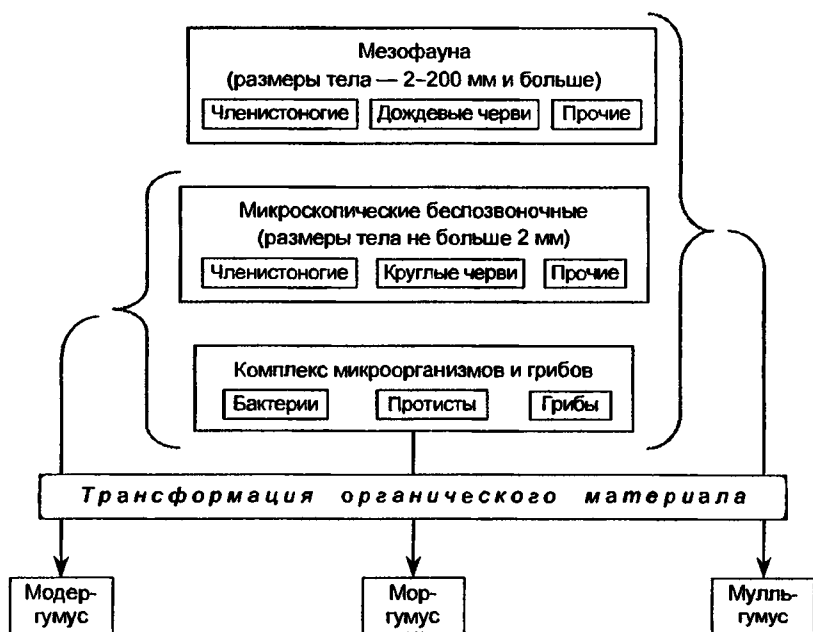 Мезофауна
(размеры тела — 2–200 мм и больше)
Членистоногие Дождевые черви Прочие
Микроскопические беспозвоночные
(размеры тела не больше 2 мм)
Членистоногие Круглые черви Прочие
Комплекс микроорганизмов и грибов
Бактерии Протисты Грибы
Трансформация органического материала
Модер-
гумус
Мор-
гумус
Мулль-
гумус